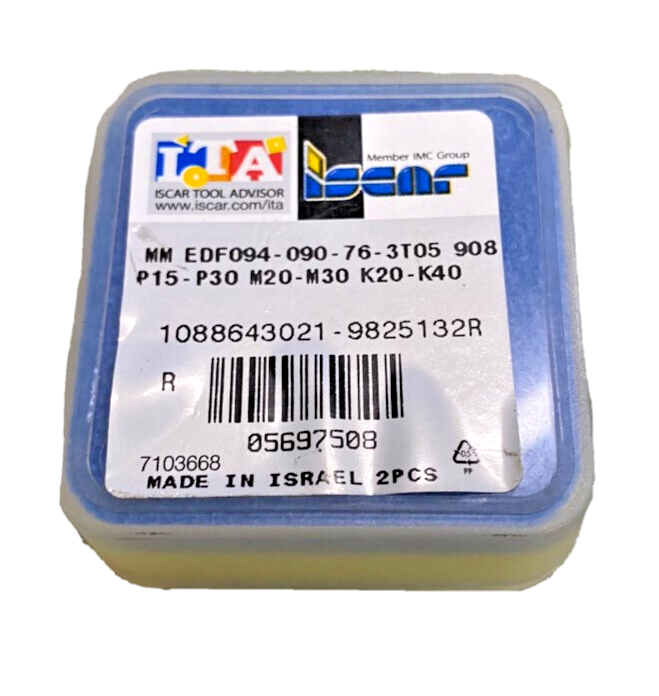 ITA
ISCAR TOOL ADVISOR
www.iscar.com/ita
Member IMC Group
iscar
MM EDF094-090-76-3T05 908
P15-P30 M20-M30 K20-K40
1088643021-9825132R
R
05697508
7103668
MADE IN ISRAEL 2PCS
PP